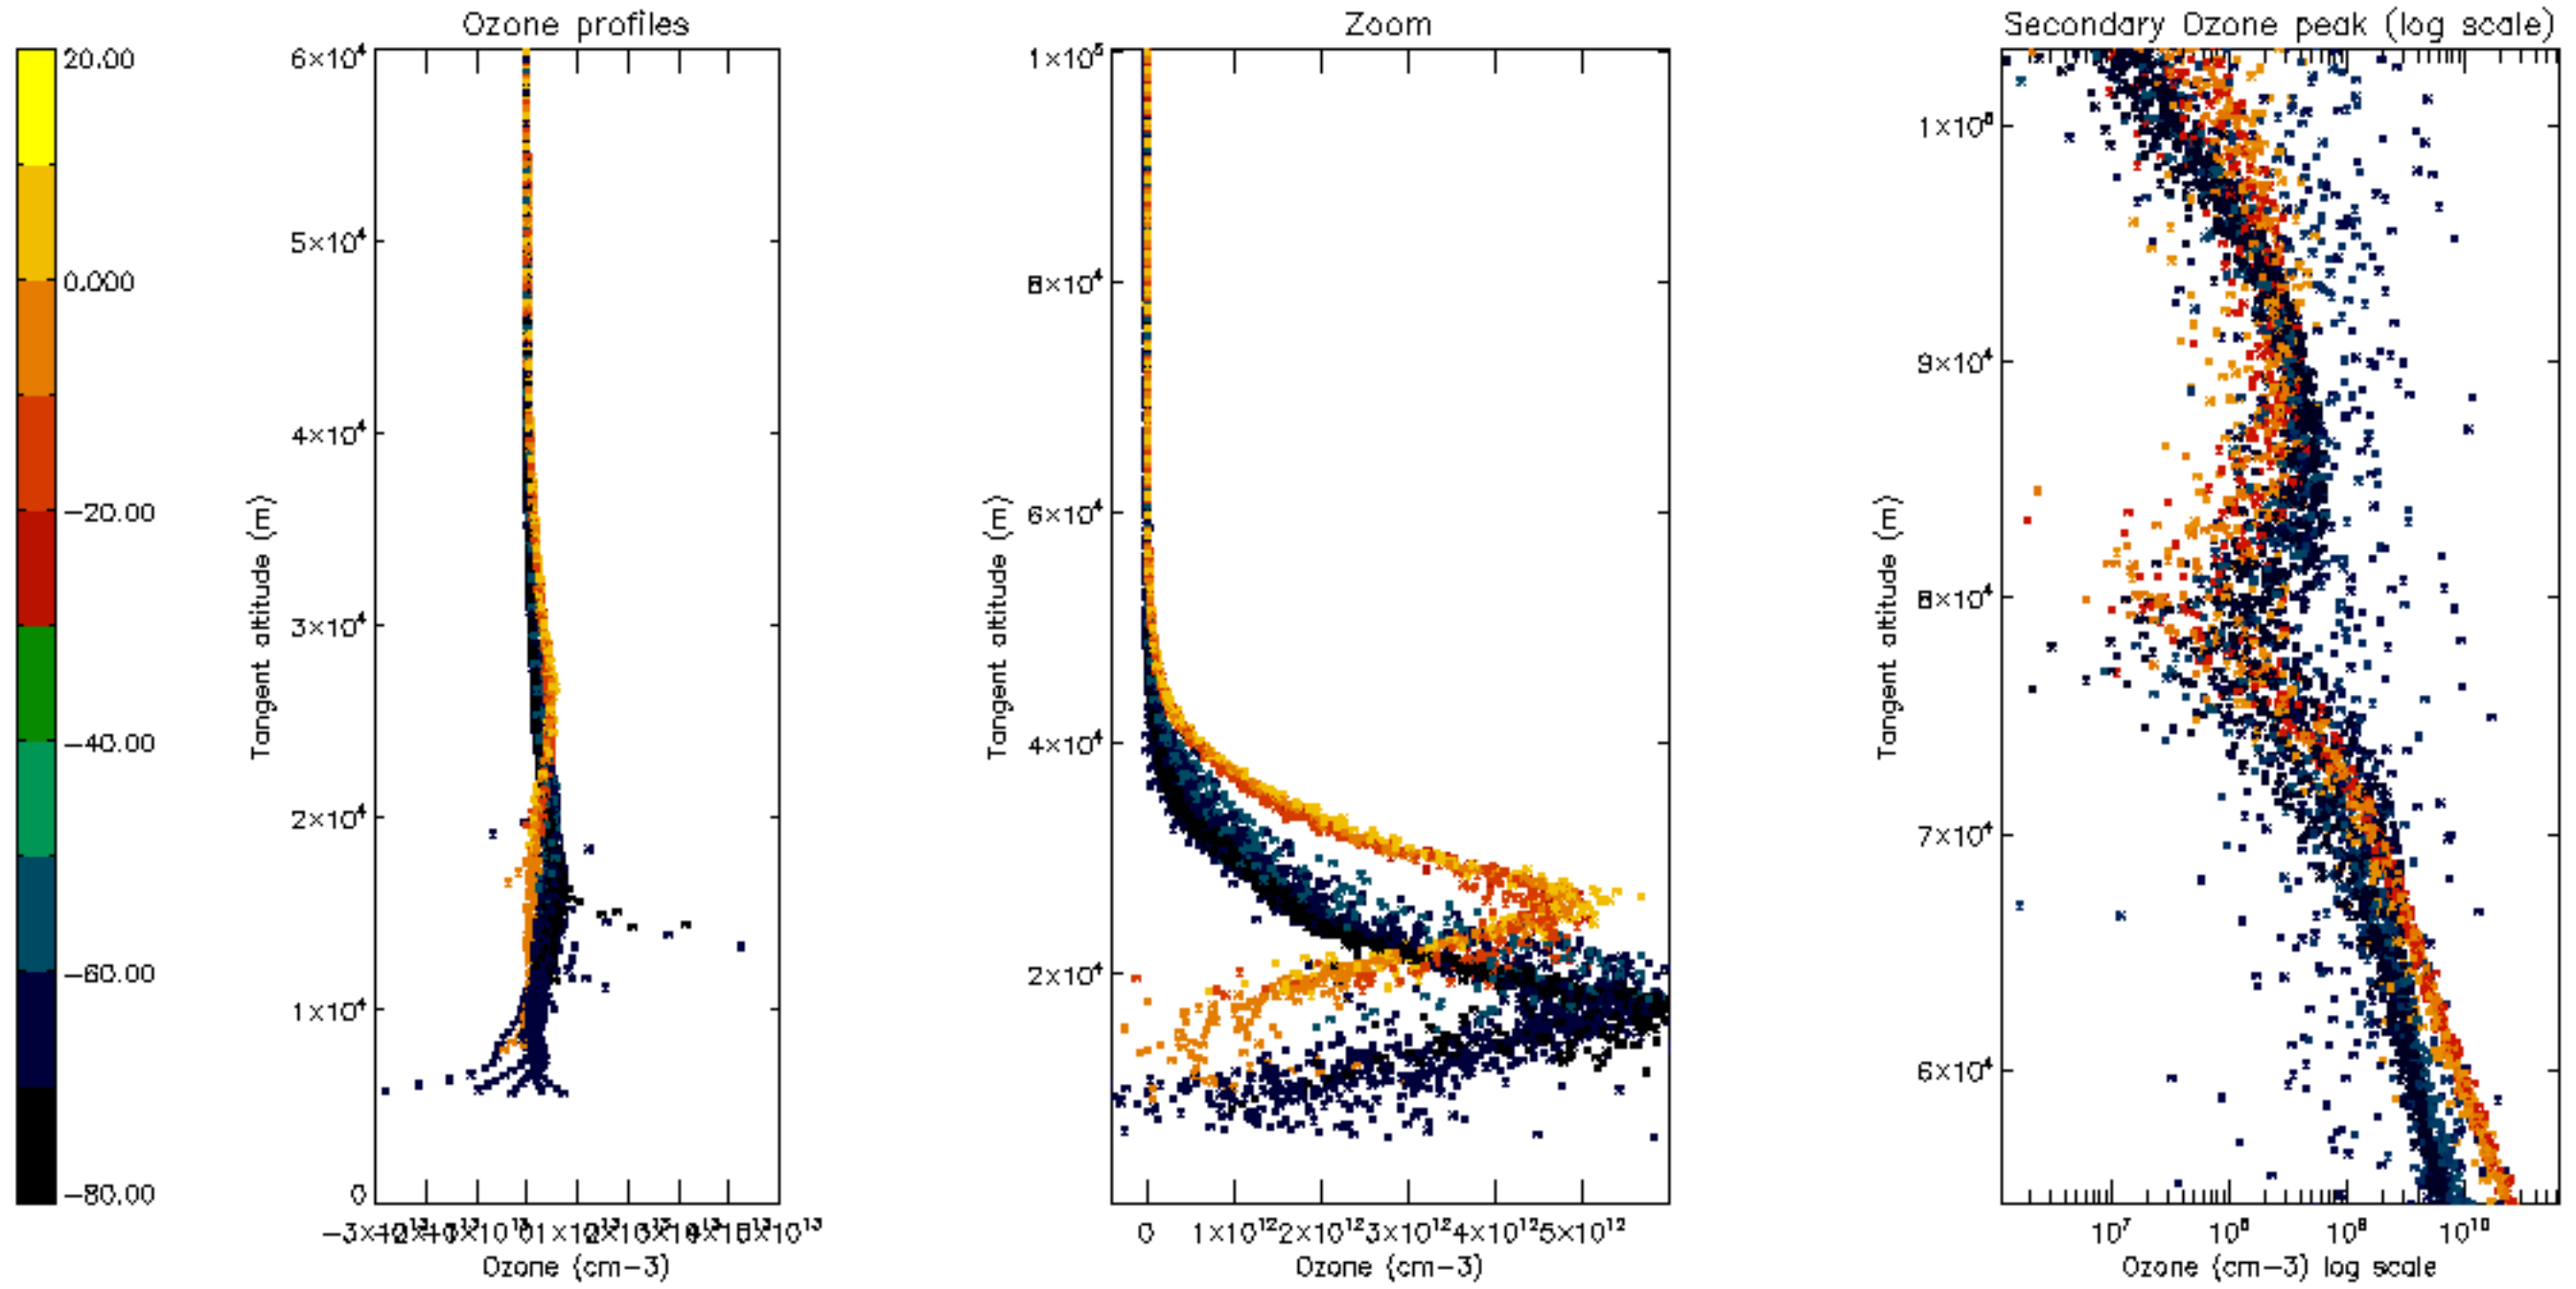 Ozone profiles
Zoom
Secondary Ozone peak (log scale)
20.00
0.000
−20.00
−40.00
−60.00
−80.00
6×10⁴
5×10⁴
4×10⁴
3×10⁴
2×10⁴
1×10⁴
0
Tangent altitude (m)
Ozone (cm−3)
1×10⁵
8×10⁴
6×10⁴
4×10⁴
2×10⁴
Tangent altitude (m)
0 1×10¹² 2×10¹² 3×10¹² 4×10¹² 5×10¹²
Ozone (cm−3)
1×10⁵
9×10⁴
8×10⁴
7×10⁴
6×10⁴
Tangent altitude (m)
10⁷ 10⁸ 10⁹ 10¹⁰
Ozone (cm−3) log scale